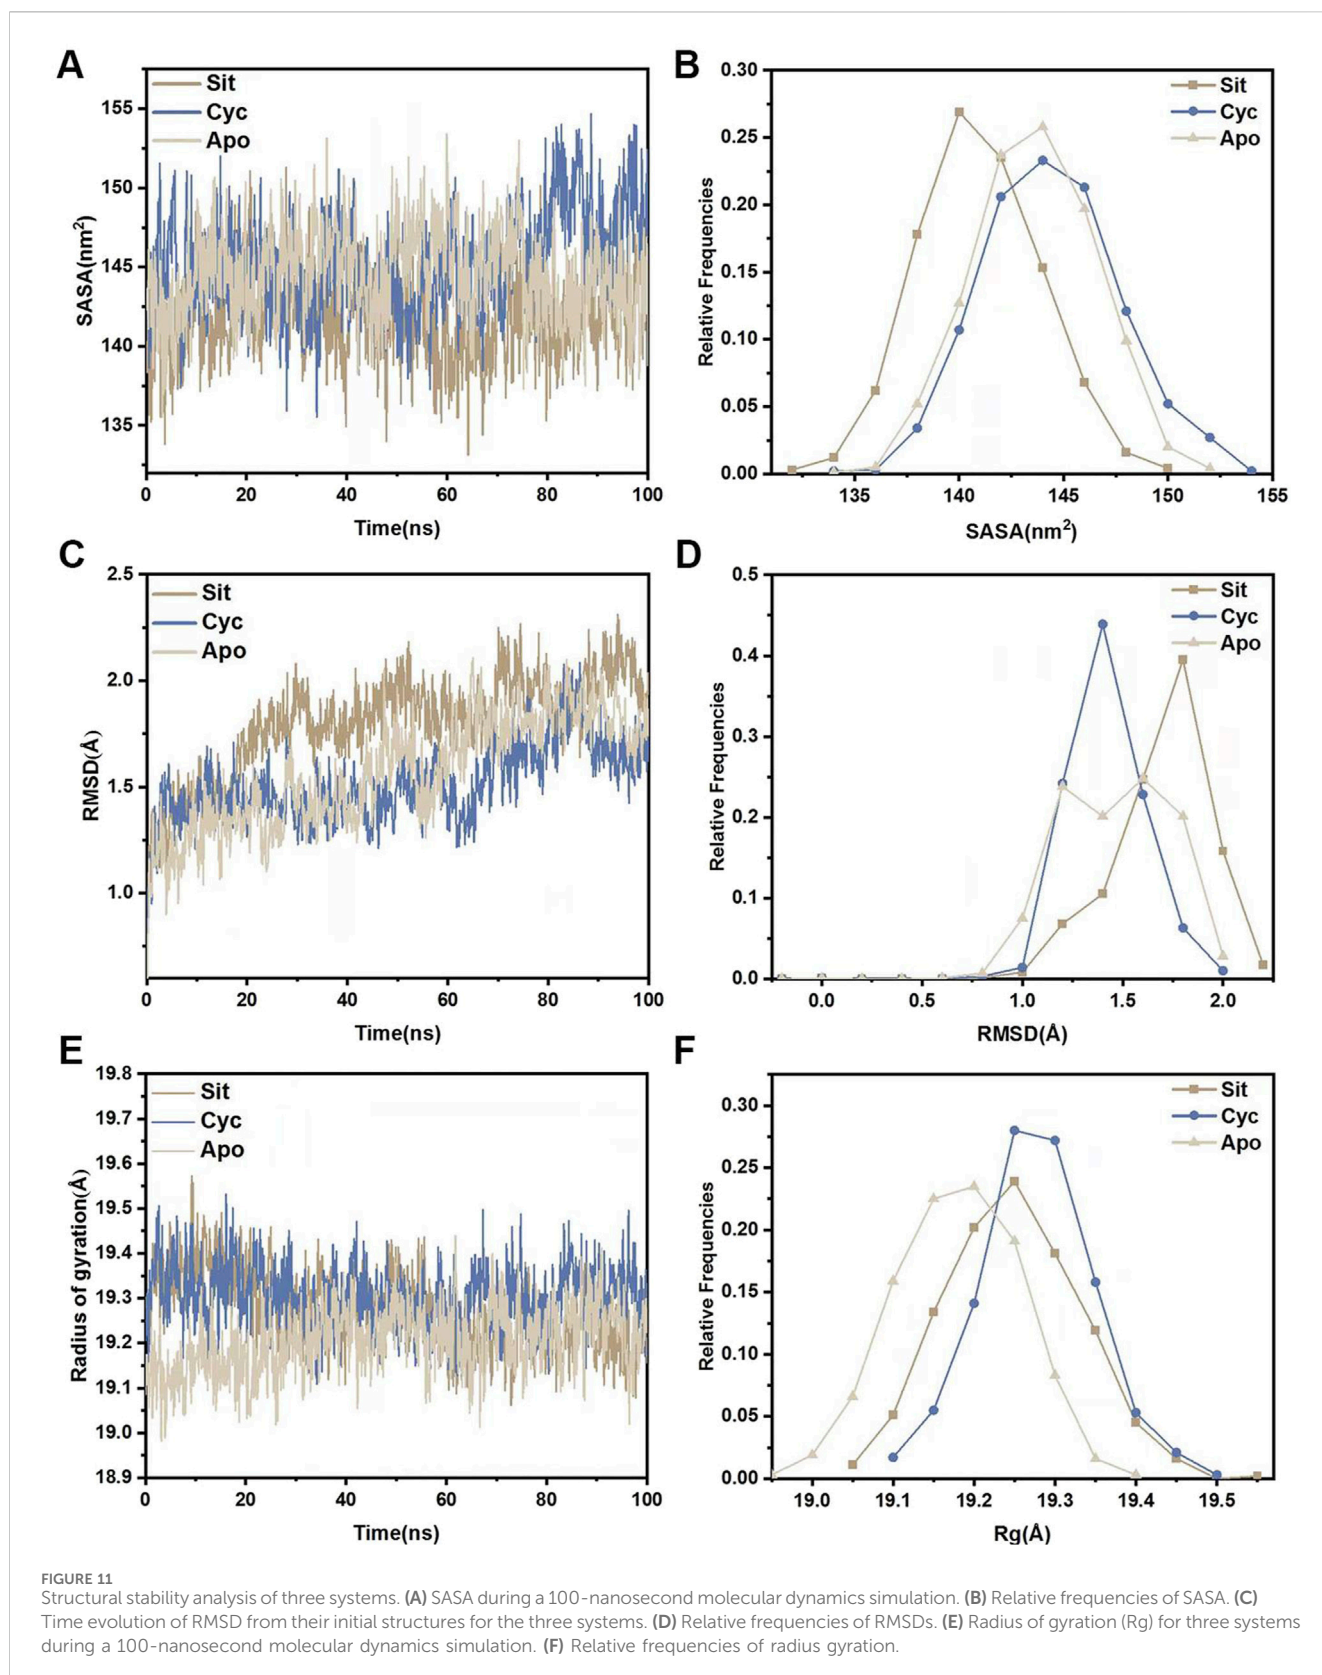 A
Sit
Cyc
Apo
155
150
145
140
135
SASA(nm²)
0 20 40 60 80 100
Time(ns)
B
Sit
Cyc
Apo
0.30
0.25
0.20
0.15
0.10
0.05
0.00
Relative Frequencies
135 140 145 150 155
SASA(nm²)
C
Sit
Cyc
Apo
2.5
2.0
1.5
1.0
RMSD(Å)
0 20 40 60 80 100
Time(ns)
D
Sit
Cyc
Apo
0.5
0.4
0.3
0.2
0.1
0.0
Relative Frequencies
0.0 0.5 1.0 1.5 2.0
RMSD(Å)
E
Sit
Cyc
Apo
19.8
19.7
19.6
19.5
19.4
19.3
19.2
19.1
19.0
18.9
Radius of gyration(Å)
0 20 40 60 80 100
Time(ns)
F
Sit
Cyc
Apo
0.30
0.25
0.20
0.15
0.10
0.05
0.00
Relative Frequencies
19.0 19.1 19.2 19.3 19.4 19.5
Rg(Å)
FIGURE 11
Structural stability analysis of three systems. (A) SASA during a 100-nanosecond molecular dynamics simulation. (B) Relative frequencies of SASA. (C)
Time evolution of RMSD from their initial structures for the three systems. (D) Relative frequencies of RMSDs. (E) Radius of gyration (Rg) for three systems
during a 100-nanosecond molecular dynamics simulation. (F) Relative frequencies of radius gyration.